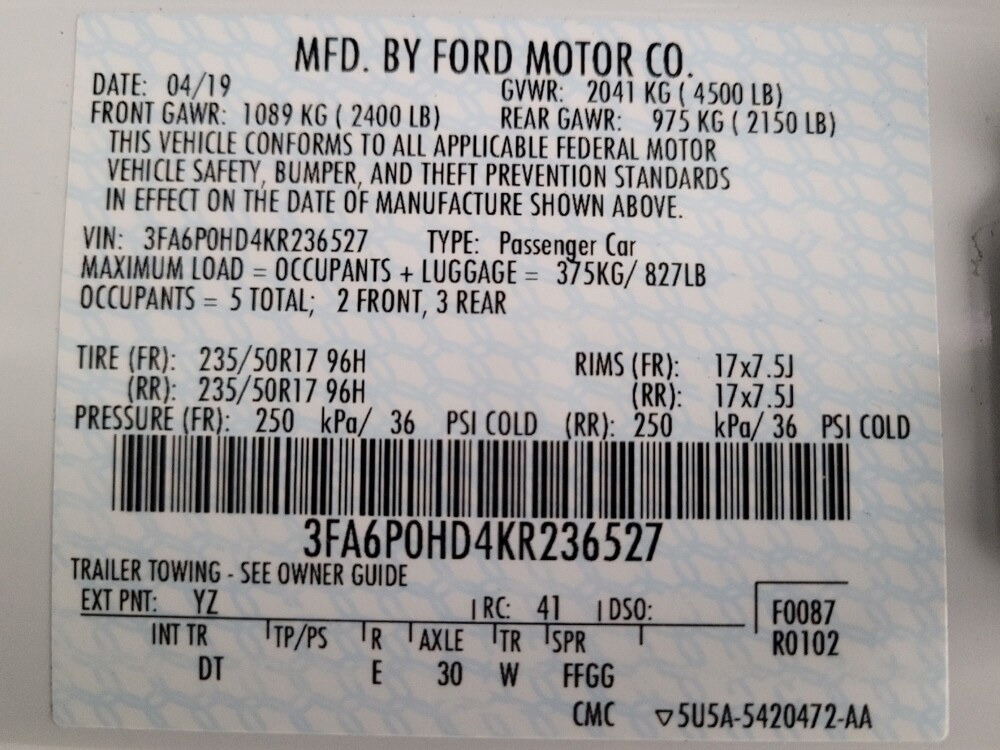 MFD. BY FORD MOTOR CO.
DATE: 04/19 GVWR: 2041 KG ( 4500 LB)
FRONT GAWR: 1089 KG ( 2400 LB) REAR GAWR: 975 KG ( 2150 LB)
THIS VEHICLE CONFORMS TO ALL APPLICABLE FEDERAL MOTOR
VEHICLE SAFETY, BUMPER, AND THEFT PREVENTION STANDARDS
IN EFFECT ON THE DATE OF MANUFACTURE SHOWN ABOVE.
VIN: 3FA6P0HD4KR236527 TYPE: Passenger Car
MAXIMUM LOAD = OCCUPANTS + LUGGAGE = 375KG/ 827LB
OCCUPANTS = 5 TOTAL; 2 FRONT, 3 REAR
TIRE (FR): 235/50R17 96H RIMS (FR): 17x7.5J
(RR): 235/50R17 96H (RR): 17x7.5J
PRESSURE (FR): 250 kPa/ 36 PSI COLD (RR): 250 kPa/ 36 PSI COLD
3FA6P0HD4KR236527
TRAILER TOWING - SEE OWNER GUIDE
EXT PNT: YZ RC: 41 DSO: F0087
INT TR TP/PS R AXLE TR SPR R0102
DT E 30 W FFGG
CMC ▽5U5A-5420472-AA